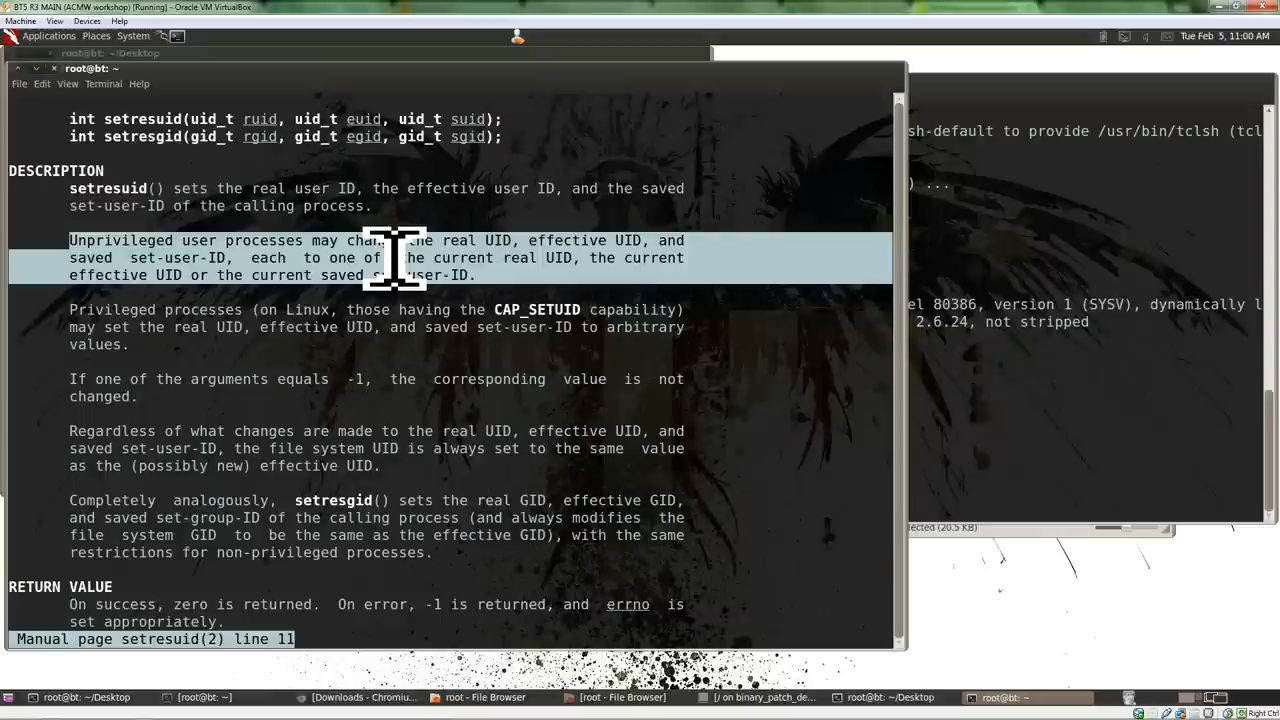 BT5 R3 MAIN (ACMW workshop) [Running] - Oracle VM VirtualBox
Machine View Devices Help
Applications Places System
Tue Feb 5, 11:00 AM
root@bt: ~/Desktop
root@bt: ~
File Edit View Terminal Help
int setresuid(uid_t ruid, uid_t euid, uid_t suid);
int setresgid(gid_t rgid, gid_t egid, gid_t sgid);
DESCRIPTION
setresuid() sets the real user ID, the effective user ID, and the saved
set-user-ID of the calling process.
Unprivileged user processes may the real UID, effective UID, and
saved set-user-ID, each to one of the current real UID, the current
effective UID or the current saved set-user-ID.
Privileged processes (on Linux, those having the CAP_SETUID capability)
may set the real UID, effective UID, and saved set-user-ID to arbitrary
values.
If one of the arguments equals -1, the corresponding value is not
changed.
Regardless of what changes are made to the real UID, effective UID, and
saved set-user-ID, the file system UID is always set to the same value
as the (possibly new) effective UID.
Completely analogously, setresgid() sets the real GID, effective GID,
and saved set-group-ID of the calling process (and always modifies the
file system GID to be the same as the effective GID), with the same
restrictions for non-privileged processes.
RETURN VALUE
On success, zero is returned. On error, -1 is returned, and errno is
set appropriately.
Manual page setresuid(2) line 11
sh-default to provide /usr/bin/tclsh (tcl
) ...
el 80386, version 1 (SYSV), dynamically l
2.6.24, not stripped
ected (20.5 KB)
root@bt: ~/Desktop
[root@bt: ~]
[Downloads - Chromiu...
root - File Browser
[root - File Browser]
[/ on binary_patch_de...
root@bt: ~/Desktop
root@bt: ~
Right Ctrl